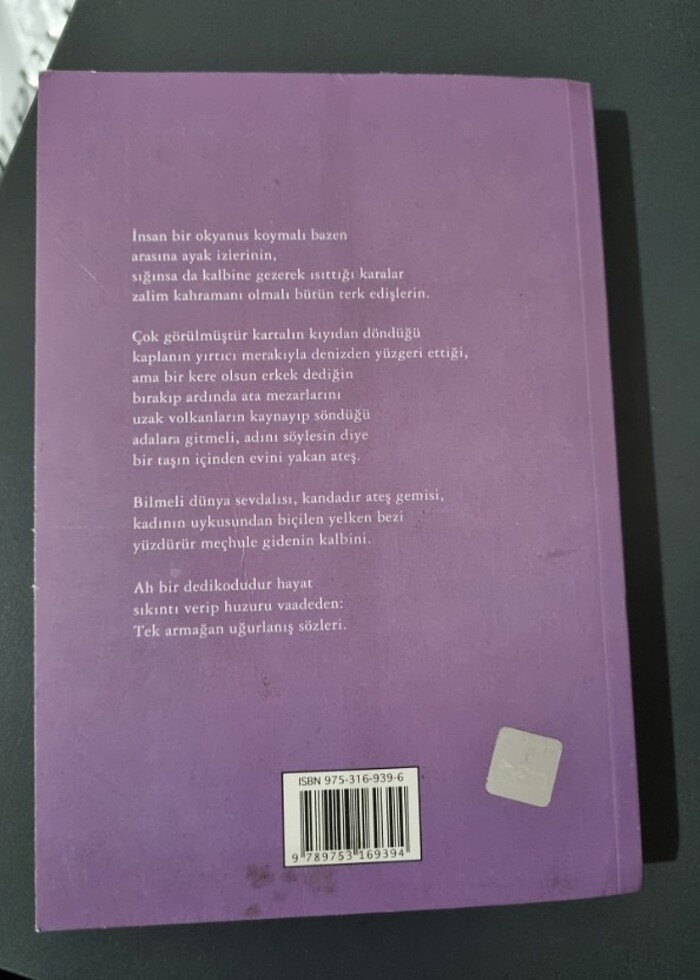 İnsan bir okyanus koymalı bazen
arasına ayak izlerinin,
sığınsa da kalbine gezerek ısıttığı karalar
zalim kahramanı olmalı bütün terk edişlerin.
Çok görülmüştür kartalın kıyıdan döndüğü
kaplanın yırtıcı merakıyla denizden yüzgeri ettiği,
ama bir kere olsun erkek dediğin
bırakıp ardında ata mezarlarını
uzak volkanların kaynayıp söndüğü
adalara gitmeli, adını söylesin diye
bir taşın içinden evini yakan ateş.
Bilmeli dünya sevdalısı, kandadır ateş gemisi,
kadının uykusundan biçilen yelken bezi
yüzdürür meçhule gidenin kalbini.
Ah bir dedikodudur hayat
sıkıntı verip huzuru vaadeden:
Tek armağan uğurlanış sözleri.
ISBN 975-316-939-6
9 789753 169394